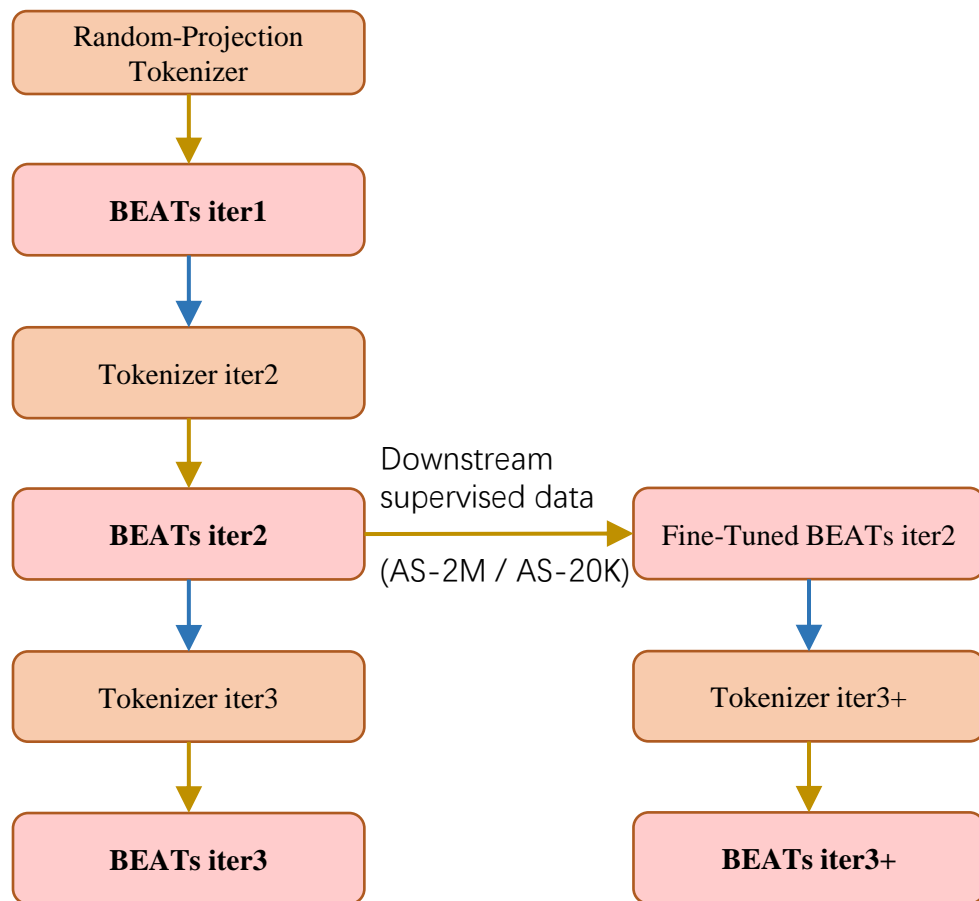 Random-Projection
Tokenizer
BEATs iter1
Tokenizer iter2
BEATs iter2
Downstream
supervised data
(AS-2M / AS-20K)
Fine-Tuned BEATs iter2
Tokenizer iter3
Tokenizer iter3+
BEATs iter3
BEATs iter3+